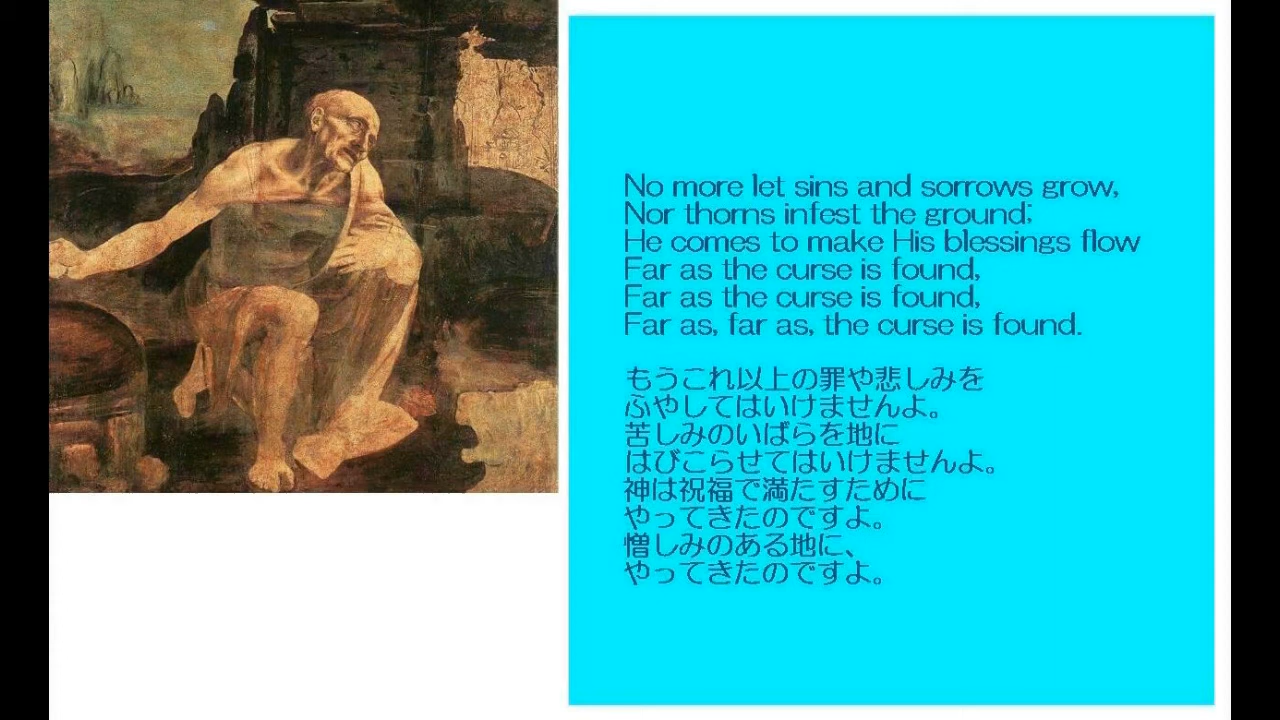 No more let sins and sorrows grow,
Nor thorns infest the ground;
He comes to make His blessings flow
Far as the curse is found,
Far as the curse is found,
Far as, far as, the curse is found.
もうこれ以上の罪や悲しみを
ふやしてはいけませんよ。
苦しみのいばらを地に
はびこらせてはいけませんよ。
神は祝福で満たすために
やってきたのですよ。
憎しみのある地に、
やってきたのですよ。